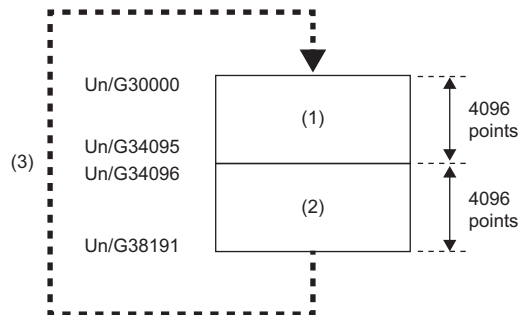 Un/G30000
(1)
4096
points
Un/G34095
(3)
Un/G34096
(2)
4096
points
Un/G38191